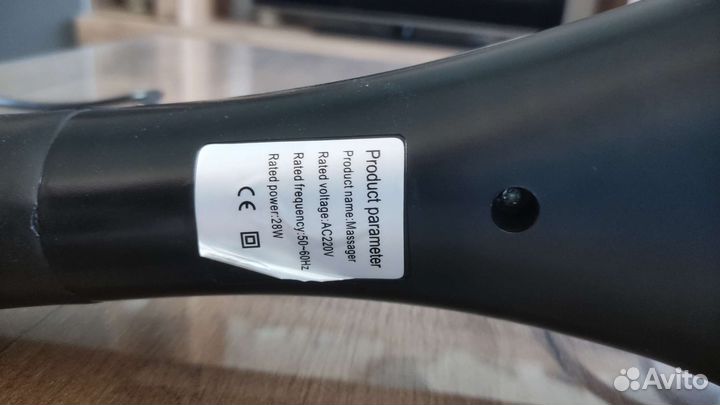 Product parameter
Product name:Massager
Rated voltage:AC220V
Rated frequency:50~60Hz
Rated power:28W
CE
Avito